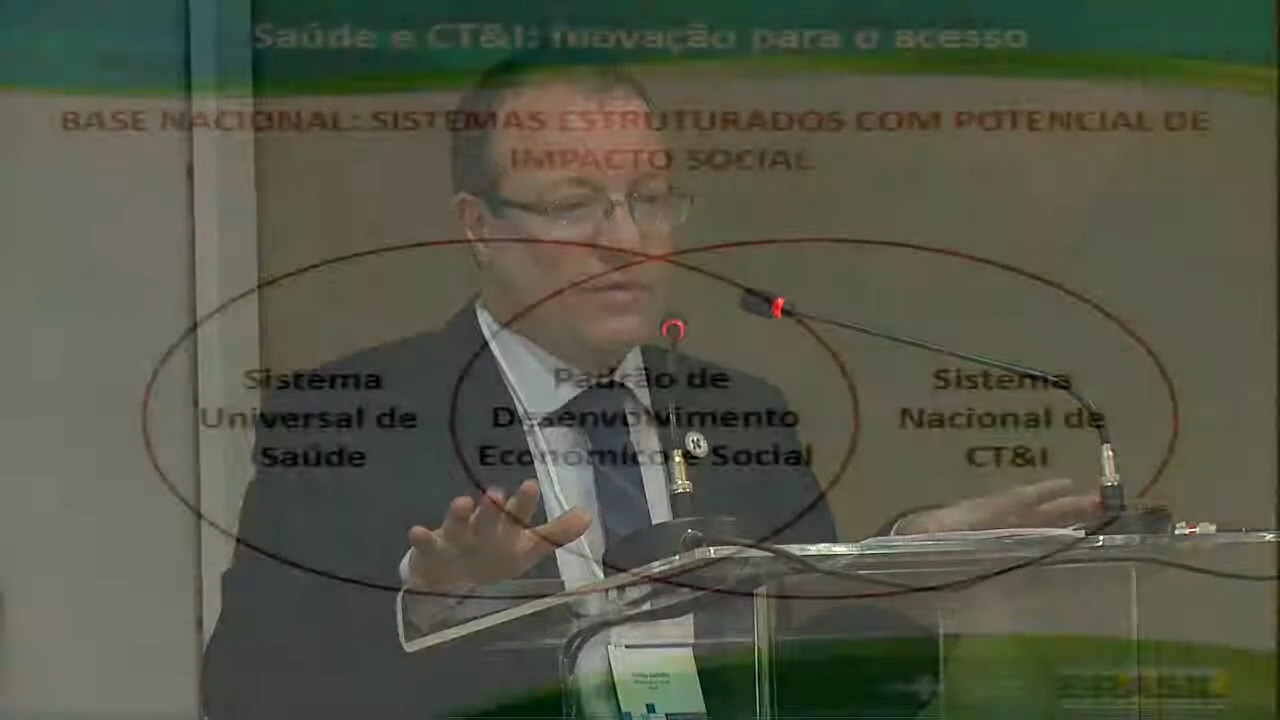 Saúde e CT&I: Inovação para o acesso
BASE NACIONAL: SISTEMAS ESTRUTURADOS COM POTENCIAL DE
IMPACTO SOCIAL
Sistema
Universal de
Saúde
Padrão de
Desenvolvimento
Econômico e Social
Sistema
Nacional de
CT&I
BRASIL